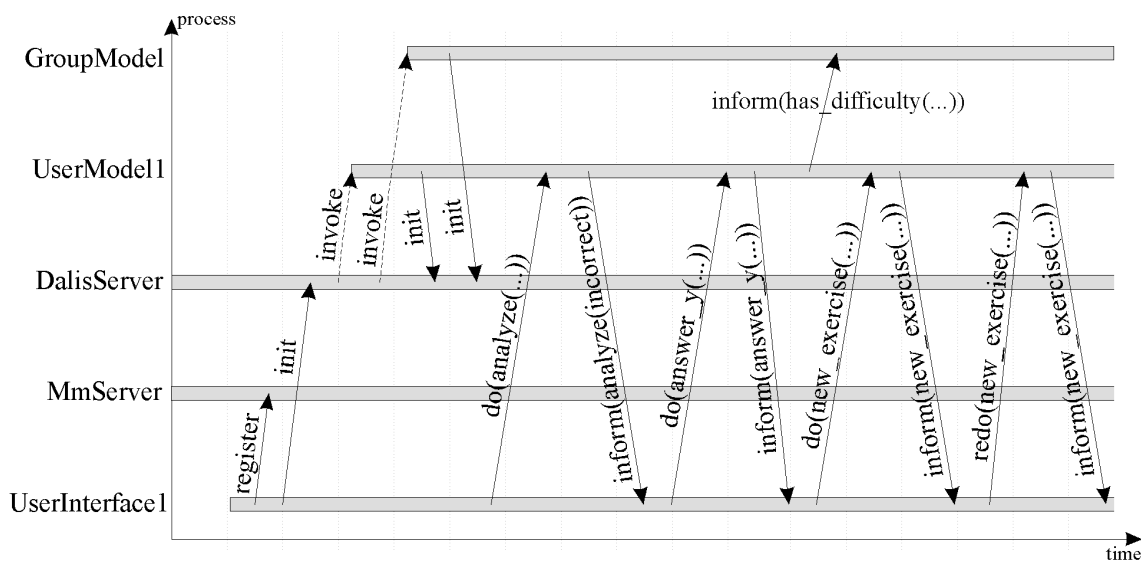 process
GroupModel
inform(has_difficulty(...))
UserModel1
invoke
invoke
init
init
DalisServer
do(analyze(...))
inform(analyze(incorrect))
do(answer_y(...))
inform(answer_y(...))
do(new_exercise(...))
inform(new_exercise(...))
redo(new_exercise(...))
inform(new_exercise(...))
init
MmServer
register
UserInterface1
time